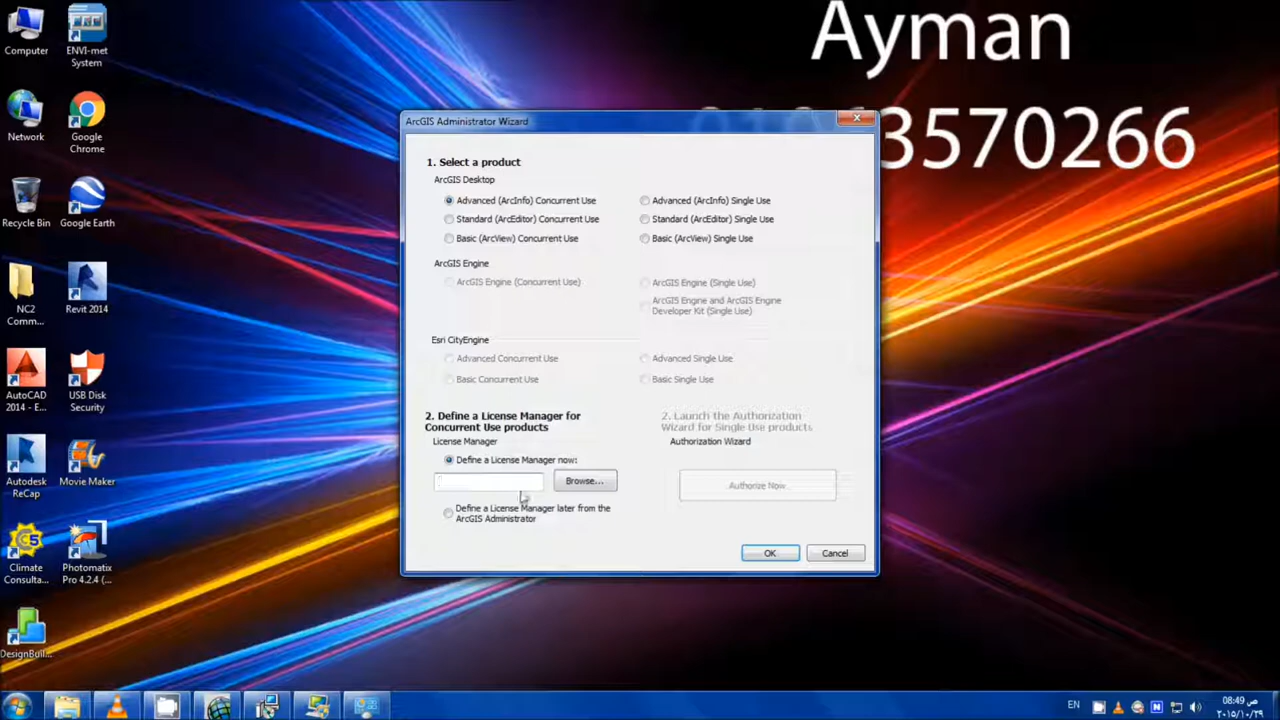 Ayman
3570266
Computer
ENVI-met
System
Network
Google
Chrome
Recycle Bin
Google Earth
NC2
Comm...
Revit 2014
AutoCAD
2014 - E...
USB Disk
Security
Autodesk
ReCap
Movie Maker
Climate
Consulta...
Photomatix
Pro 4.2.4 (...
DesignBuil...
ArcGIS Administrator Wizard
1. Select a product
ArcGIS Desktop
Advanced (ArcInfo) Concurrent Use
Advanced (ArcInfo) Single Use
Standard (ArcEditor) Concurrent Use
Standard (ArcEditor) Single Use
Basic (ArcView) Concurrent Use
Basic (ArcView) Single Use
ArcGIS Engine
ArcGIS Engine (Concurrent Use)
ArcGIS Engine (Single Use)
ArcGIS Engine and ArcGIS Engine
Developer Kit (Single Use)
Esri CityEngine
Advanced Concurrent Use
Advanced Single Use
Basic Concurrent Use
Basic Single Use
2. Define a License Manager for
Concurrent Use products
License Manager
Define a License Manager now:
Browse...
Define a License Manager later from the
ArcGIS Administrator
2. Launch the Authorization
Wizard for Single Use products
Authorization Wizard
Authorize Now...
OK
Cancel
EN
08:49 ص
٢٠١٥/١٠/٢٩